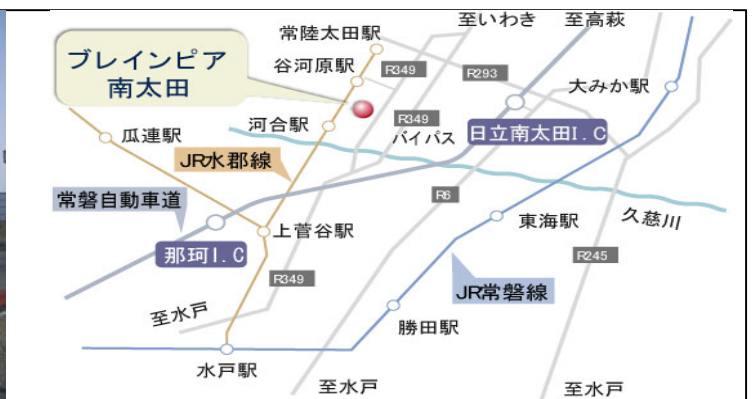 至いわき
至高萩
常陸太田駅
ブレインピア
南太田
谷河原駅
R349
R293
大みか駅
瓜連駅
河合駅
R349
バイパス
日立南太田I.C
JR水郡線
常磐自動車道
R6
上菅谷駅
東海駅
久慈川
那珂I.C
R349
R245
JR常磐線
至水戸
勝田駅
水戸駅
至水戸
至水戸